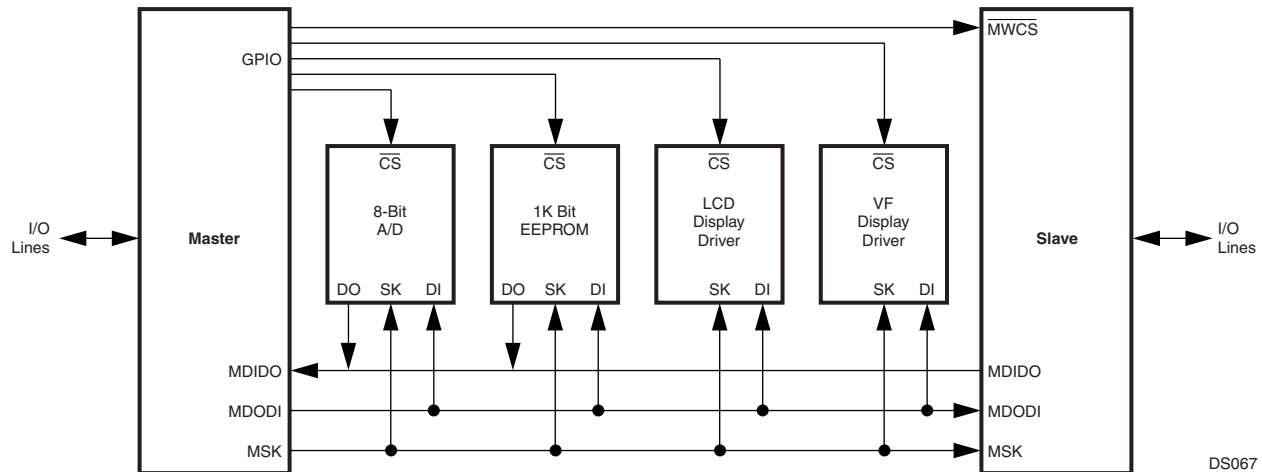 MWCS
GPIO
CS
CS
CS
CS
8-Bit
A/D
1K Bit
EEPROM
LCD
Display
Driver
VF
Display
Driver
I/O
Lines
Master
Slave
I/O
Lines
DO SK DI
DO SK DI
SK DI
SK DI
MDIDO
MDIDO
MDODI
MDODI
MSK
MSK
DS067